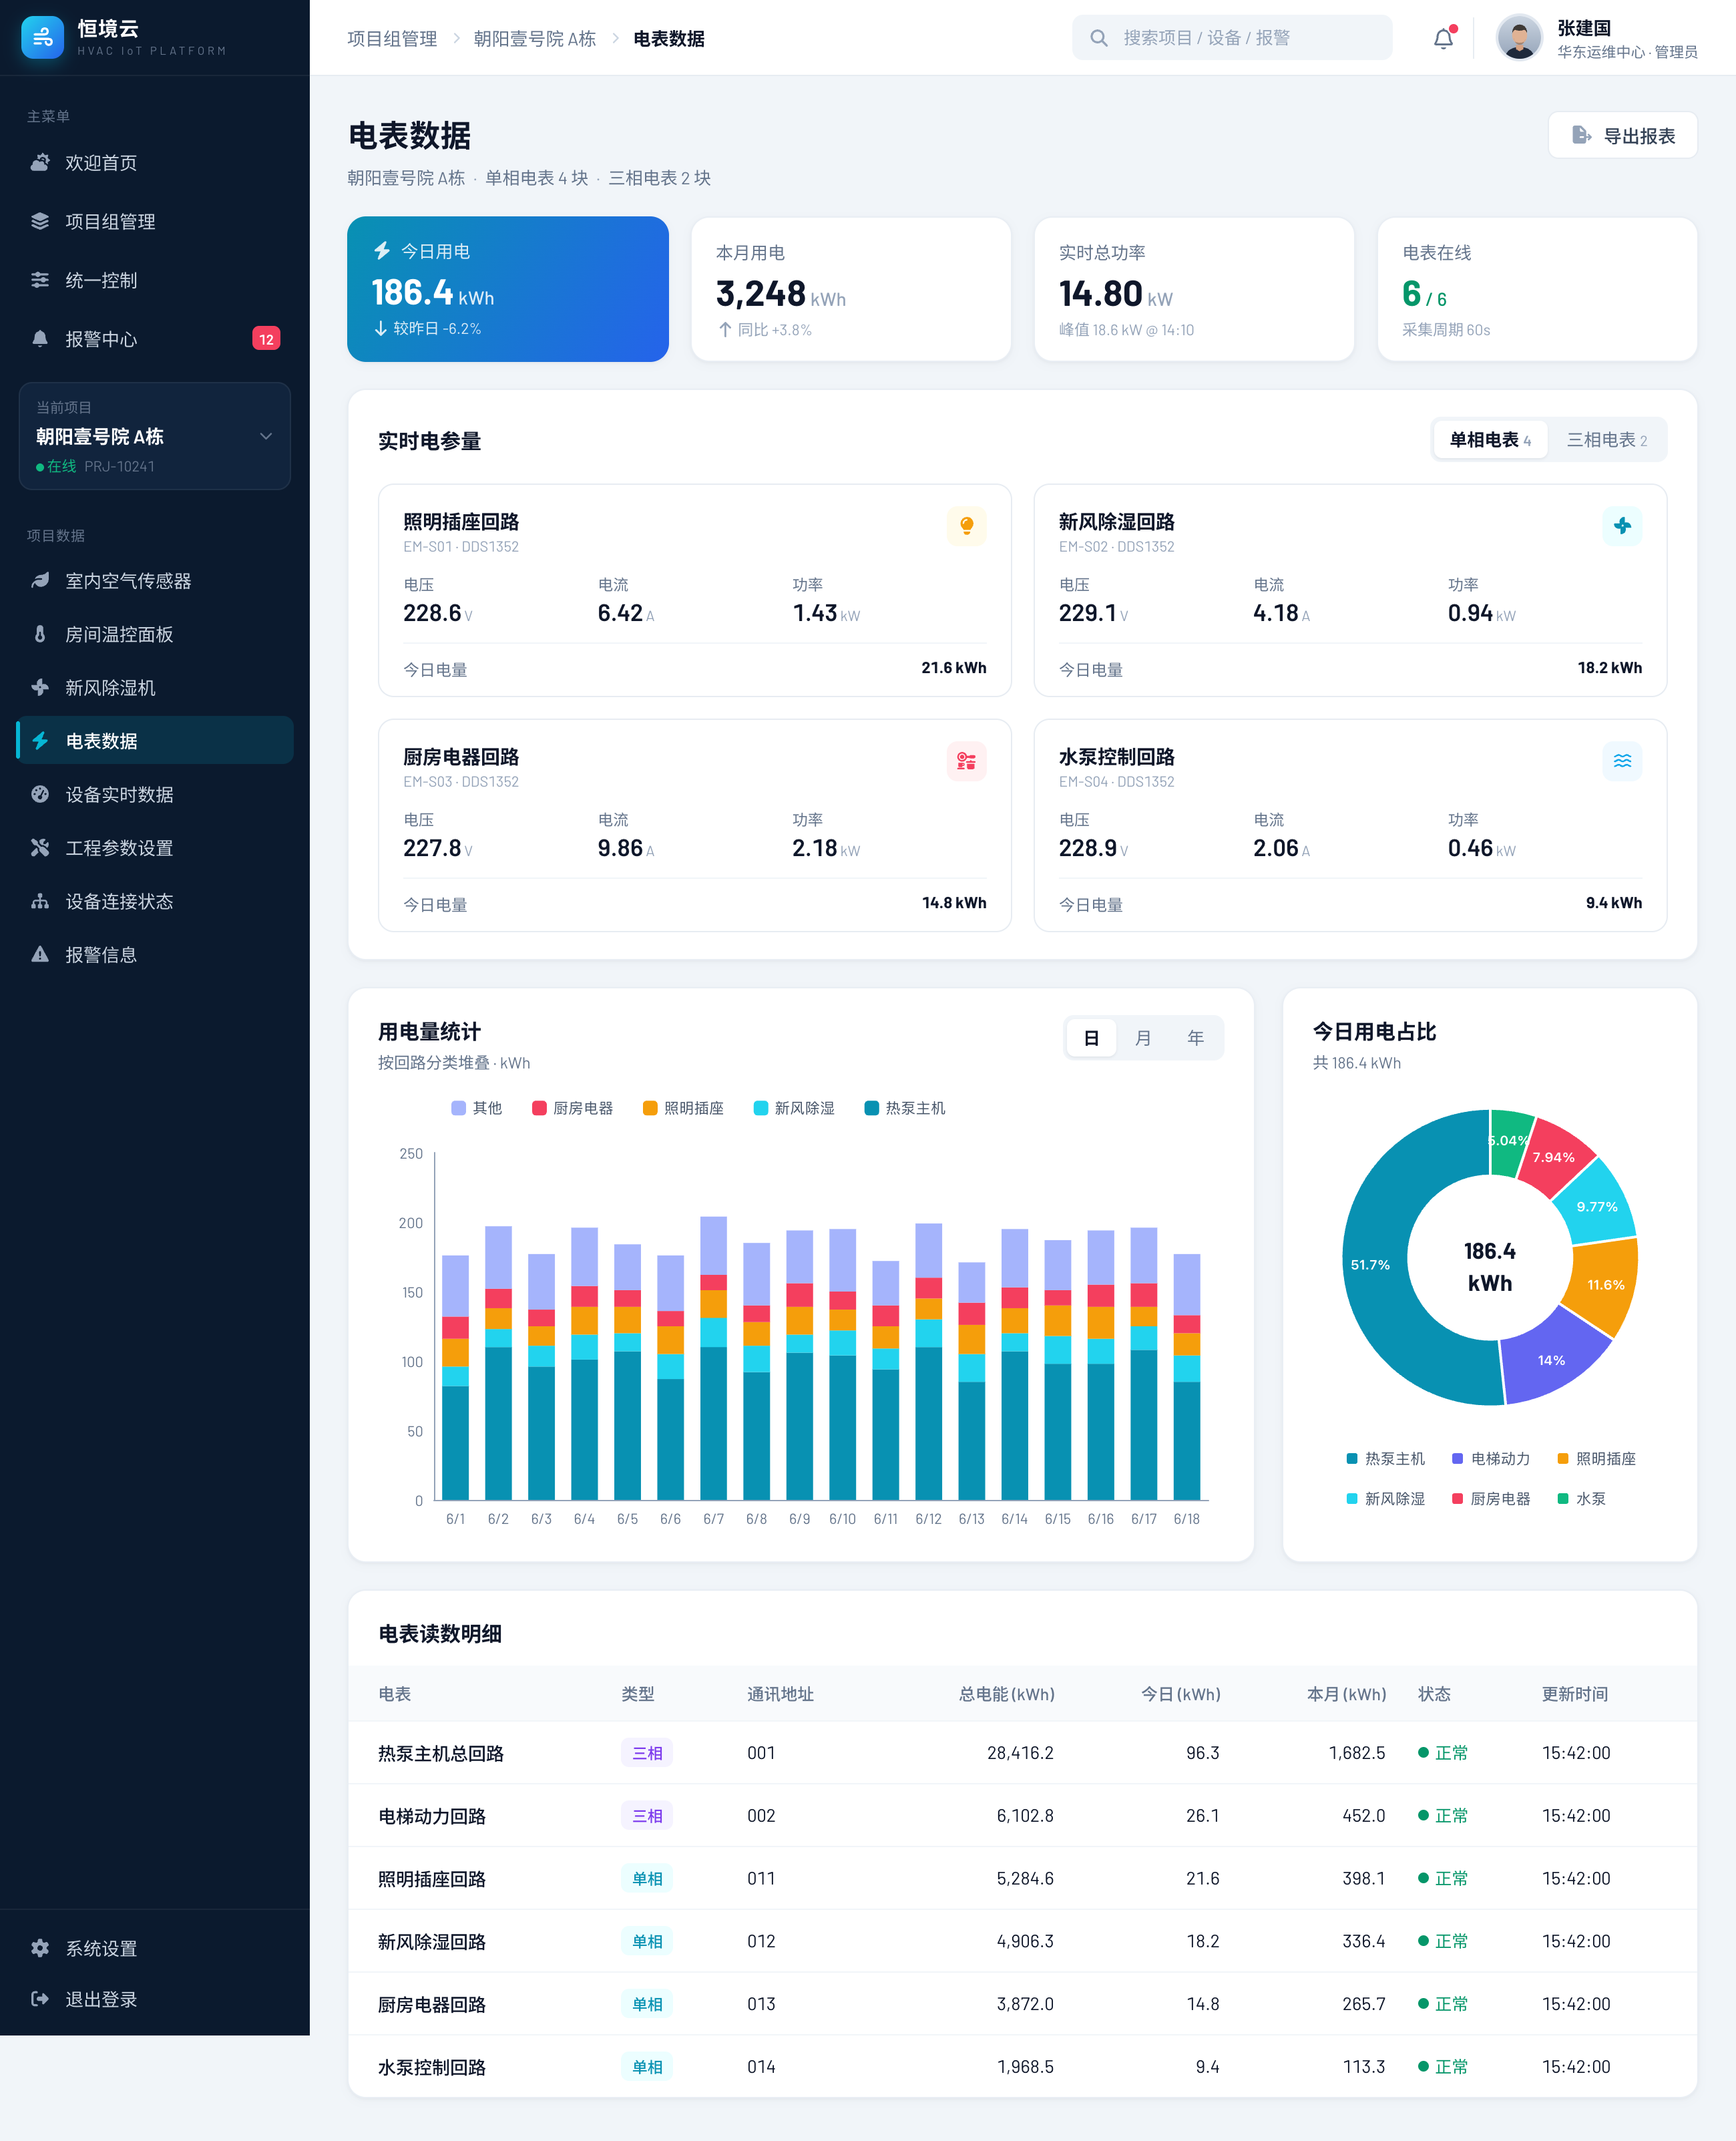 恒境云
HVAC IoT PLATFORM
主菜单
欢迎首页
项目组管理
统一控制
报警中心 12
当前项目
朝阳壹号院 A栋
在线 PRJ-10241
项目数据
室内空气传感器
房间温控面板
新风除湿机
电表数据
设备实时数据
工程参数设置
设备连接状态
报警信息
系统设置
退出登录
项目组管理 朝阳壹号院 A栋 电表数据
搜索项目 / 设备 / 报警
张建国
华东运维中心 · 管理员
电表数据
朝阳壹号院 A栋 · 单相电表 4 块 · 三相电表 2 块
导出报表
今日用电
186.4 kWh
较昨日 -6.2%
本月用电
3,248 kWh
同比 +3.8%
实时总功率
14.80 kW
峰值 18.6 kW @ 14:10
电表在线
6 / 6
采集周期 60s
实时电参量
单相电表 4 三相电表 2
照明插座回路
EM-S01 · DDS1352
电压 电流 功率
228.6 V 6.42 A 1.43 kW
今日电量 21.6 kWh
新风除湿回路
EM-S02 · DDS1352
电压 电流 功率
229.1 V 4.18 A 0.94 kW
今日电量 18.2 kWh
厨房电器回路
EM-S03 · DDS1352
电压 电流 功率
227.8 V 9.86 A 2.18 kW
今日电量 14.8 kWh
水泵控制回路
EM-S04 · DDS1352
电压 电流 功率
228.9 V 2.06 A 0.46 kW
今日电量 9.4 kWh
用电量统计
按回路分类堆叠 · kWh
日 月 年
其他 厨房电器 照明插座 新风除湿 热泵主机
250
200
150
100
50
0
6/1 6/2 6/3 6/4 6/5 6/6 6/7 6/8 6/9 6/10 6/11 6/12 6/13 6/14 6/15 6/16 6/17 6/18
今日用电占比
共 186.4 kWh
5.04%
7.94%
9.77%
11.6%
14%
51.7%
186.4
kWh
热泵主机 电梯动力 照明插座
新风除湿 厨房电器 水泵
电表读数明细
电表 类型 通讯地址 总电能 (kWh) 今日 (kWh) 本月 (kWh) 状态 更新时间
热泵主机总回路 三相 001 28,416.2 96.3 1,682.5 正常 15:42:00
电梯动力回路 三相 002 6,102.8 26.1 452.0 正常 15:42:00
照明插座回路 单相 011 5,284.6 21.6 398.1 正常 15:42:00
新风除湿回路 单相 012 4,906.3 18.2 336.4 正常 15:42:00
厨房电器回路 单相 013 3,872.0 14.8 265.7 正常 15:42:00
水泵控制回路 单相 014 1,968.5 9.4 113.3 正常 15:42:00